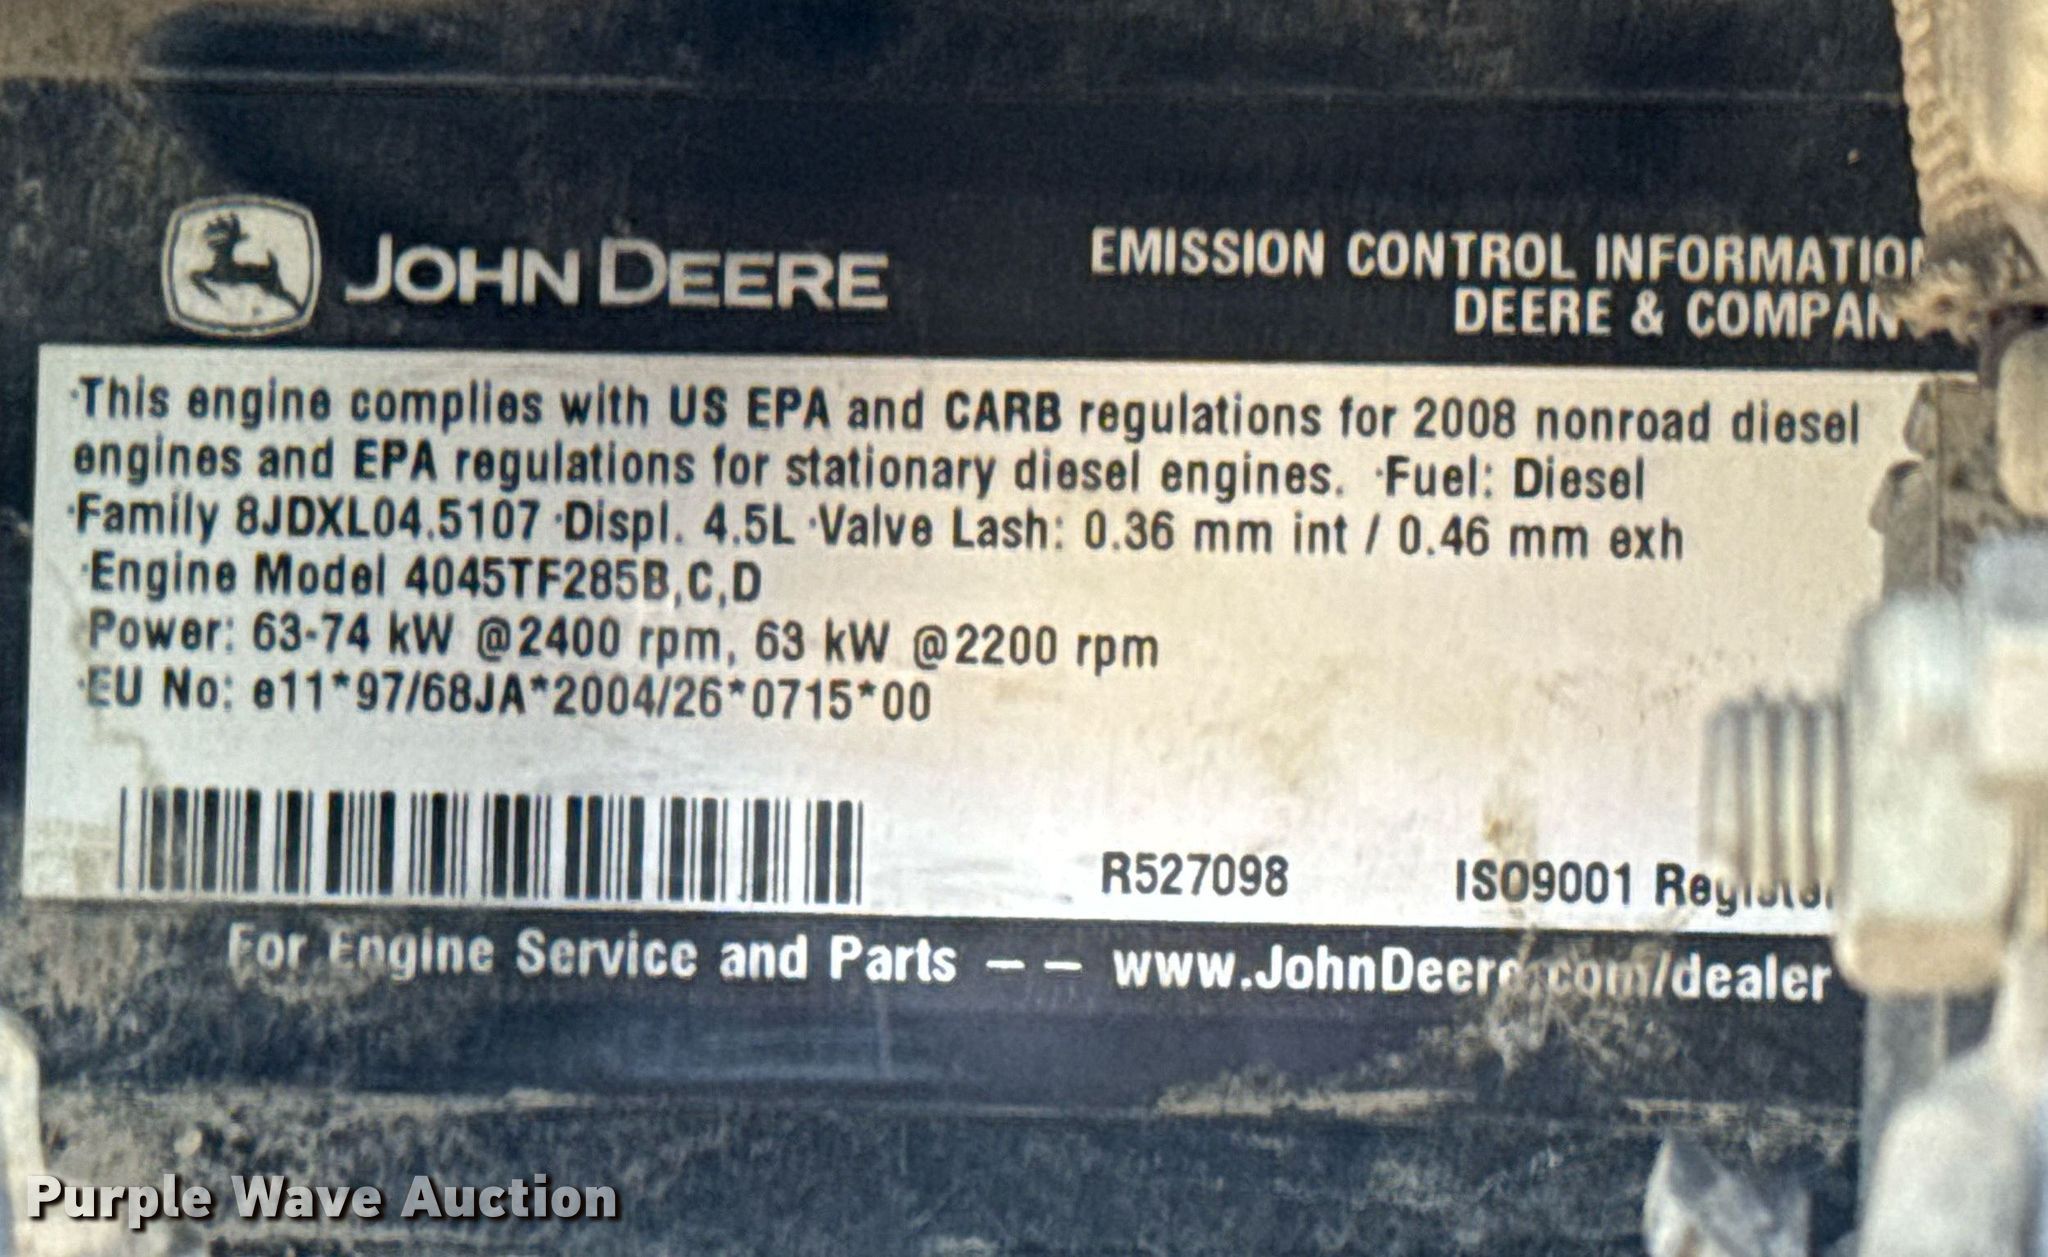 JOHN DEERE
EMISSION CONTROL INFORMATION
DEERE & COMPAN
·This engine complies with US EPA and CARB regulations for 2008 nonroad diesel
engines and EPA regulations for stationary diesel engines. ·Fuel: Diesel
·Family 8JDXL04.5107 ·Displ. 4.5L ·Valve Lash: 0.36 mm int / 0.46 mm exh
·Engine Model 4045TF285B,C,D
Power: 63-74 kW @2400 rpm, 63 kW @2200 rpm
·EU No: e11*97/68JA*2004/26*0715*00
R527098 ISO9001
For Engine Service and Parts – – www.JohnDeere.com/dealer
Purple Wave Auction